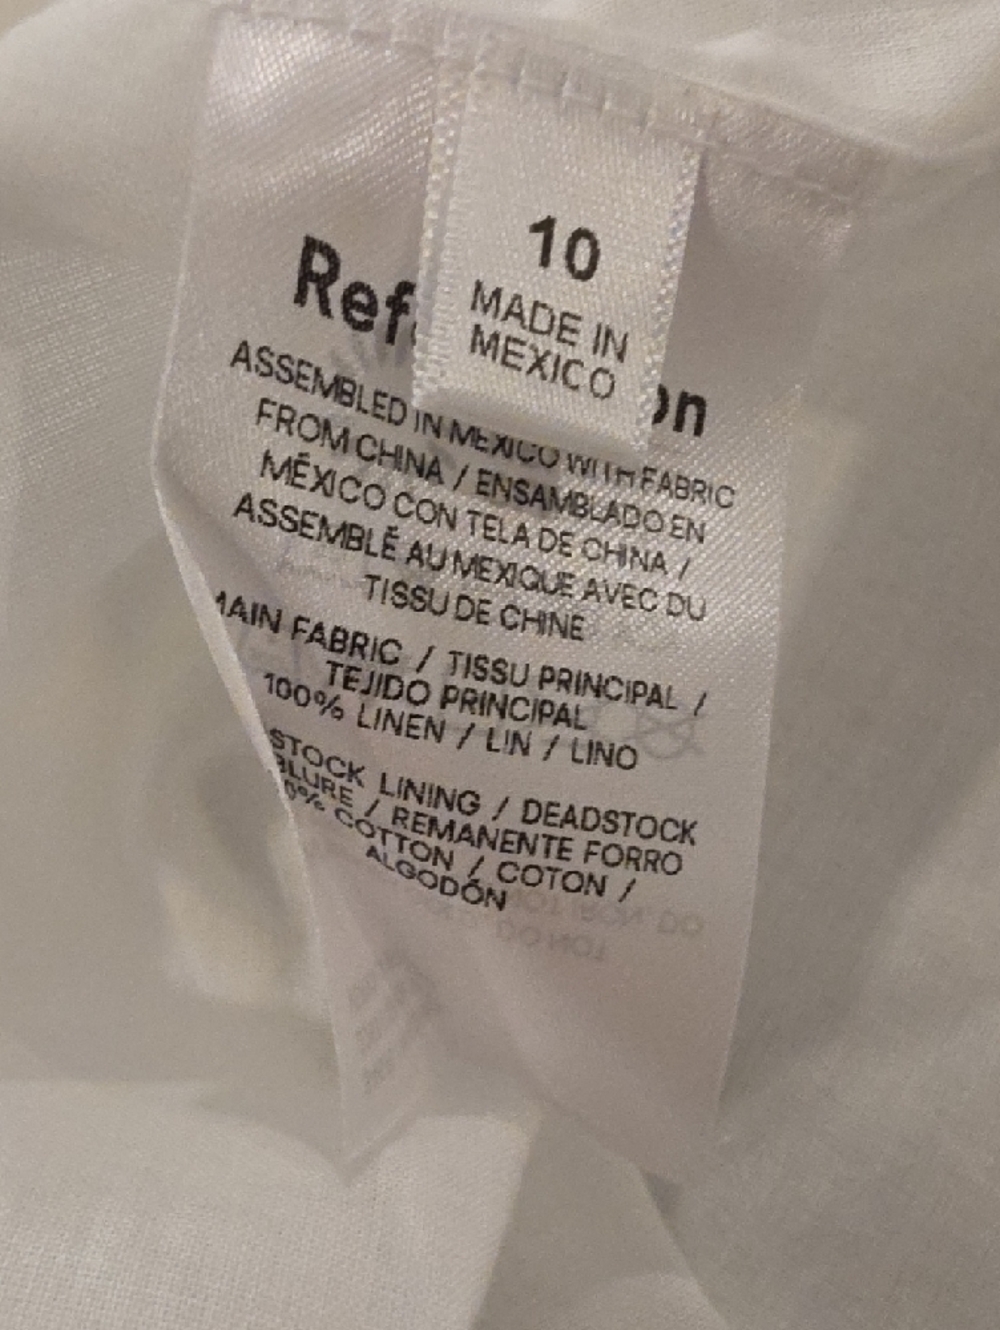 10
MADE IN
MEXICO
Ref on
ASSEMBLED IN MEXICO WITH FABRIC
FROM CHINA / ENSAMBLADO EN
MÉXICO CON TELA DE CHINA /
ASSEMBLÉ AU MEXIQUE AVEC DU
TISSU DE CHINE
MAIN FABRIC / TISSU PRINCIPAL /
TEJIDO PRINCIPAL
100% LINEN / LIN / LINO
STOCK LINING / DEADSTOCK
BLURE / REMANENTE FORRO
0% COTTON / COTON /
ALGODÓN